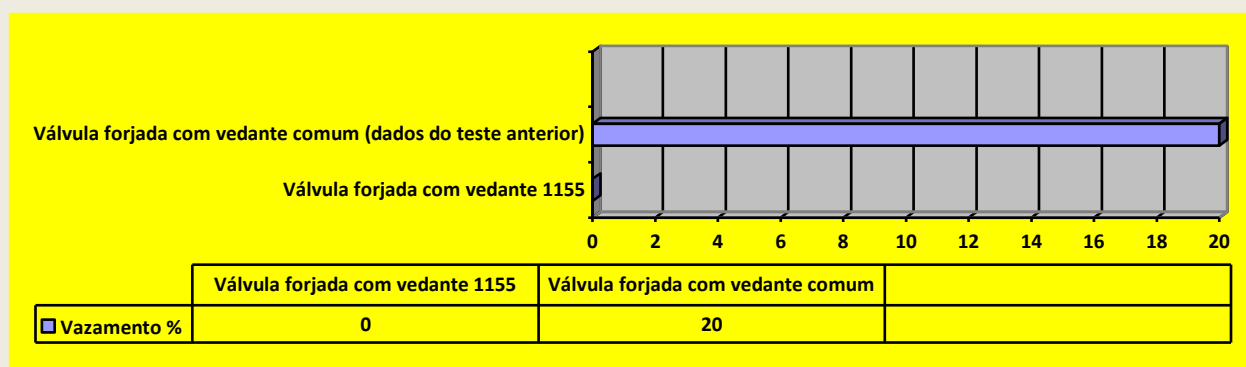 Válvula forjada com vedante comum (dados do teste anterior)
Válvula forjada com vedante 1155
0 2 4 6 8 10 12 14 16 18 20
Válvula forjada com vedante 1155 Válvula forjada com vedante comum
Vazamento % 0 20